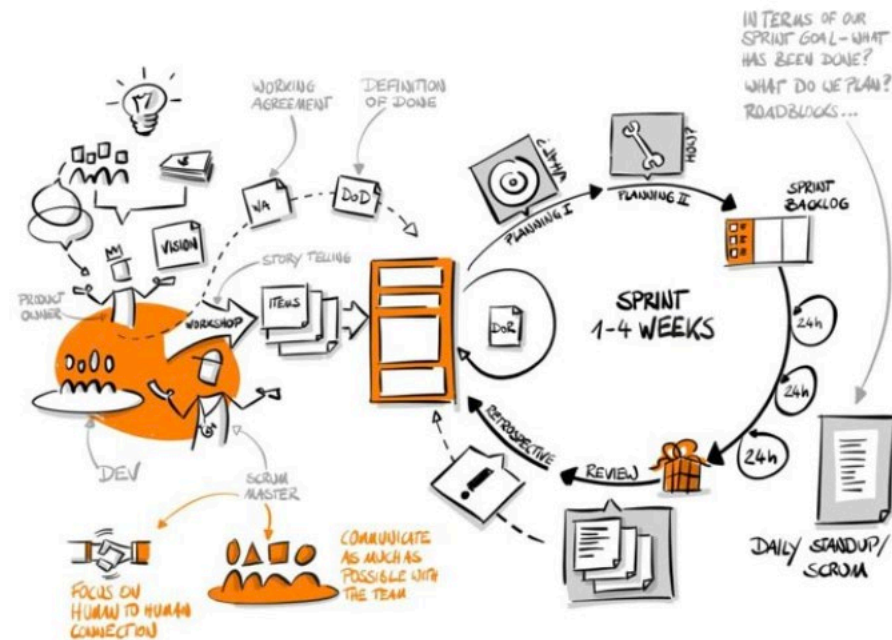 IN TERMS OF OUR
SPRINT GOAL - WHAT
HAS BEEN DONE?
WHAT DO WE PLAN?
ROADBLOCKS...
WORKING
AGREEMENT
DEFINITION
OF DONE
WA
DoD
WHAT?
PLANNING I
HOW?
PLANNING II
SPRINT
BACKLOG
VISION
STORY TELLING
PRODUCT
OWNER
WORKSHOP
ITEMS
DoR
SPRINT
1-4 WEEKS
24h
24h
24h
DEV
SCRUM
MASTER
RETROSPECTIVE
REVIEW
!
DAILY STANDUP/
SCRUM
FOCUS ON
HUMAN TO HUMAN
CONNECTION
COMMUNICATE
AS MUCH AS
POSSIBLE WITH
THE TEAM